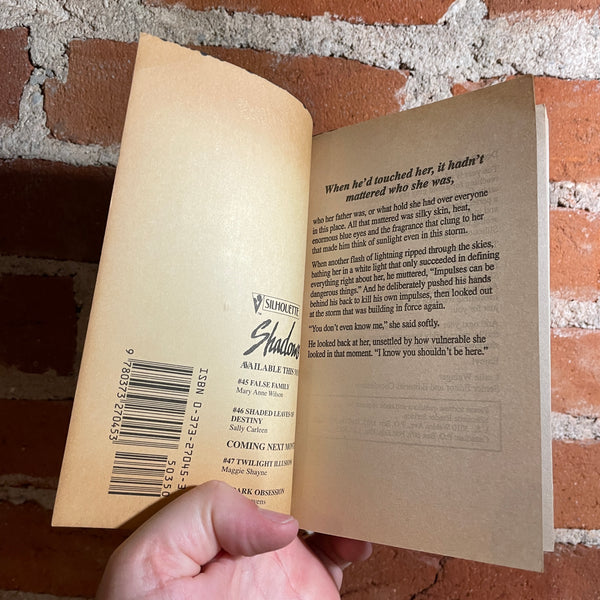 SILHOUETTE
Shadows
AVAILABLE THIS
#45 FALSE FAMILY
Mary Anne Wilson
#46 SHADED LEAVES OF
DESTINY
Sally Carleen
COMING NEXT
#47 TWILIGHT ILLUSION
Maggie Shayne
DARK OBSESSION
ISBN 0-373-27045-
9 780373 270453
50350
When he'd touched her, it hadn't
mattered who she was,
who her father was, or what hold she had over everyone
in this place. All that mattered was silky skin, heat,
enormous blue eyes and the fragrance that clung to her
that made him think of sunlight even in this storm.
When another flash of lightning ripped through the skies,
bathing her in a white light that only succeeded in defining
everything right about her, he muttered, “Impulses can be
dangerous things.” And he deliberately pushed his hands
behind his back to kill his own impulses, then looked out
at the storm that was building in force again.
“You don't even know me,” she said softly.
He looked back at her, unsettled by how vulnerable she
looked in that moment. “I know you shouldn't be here.”